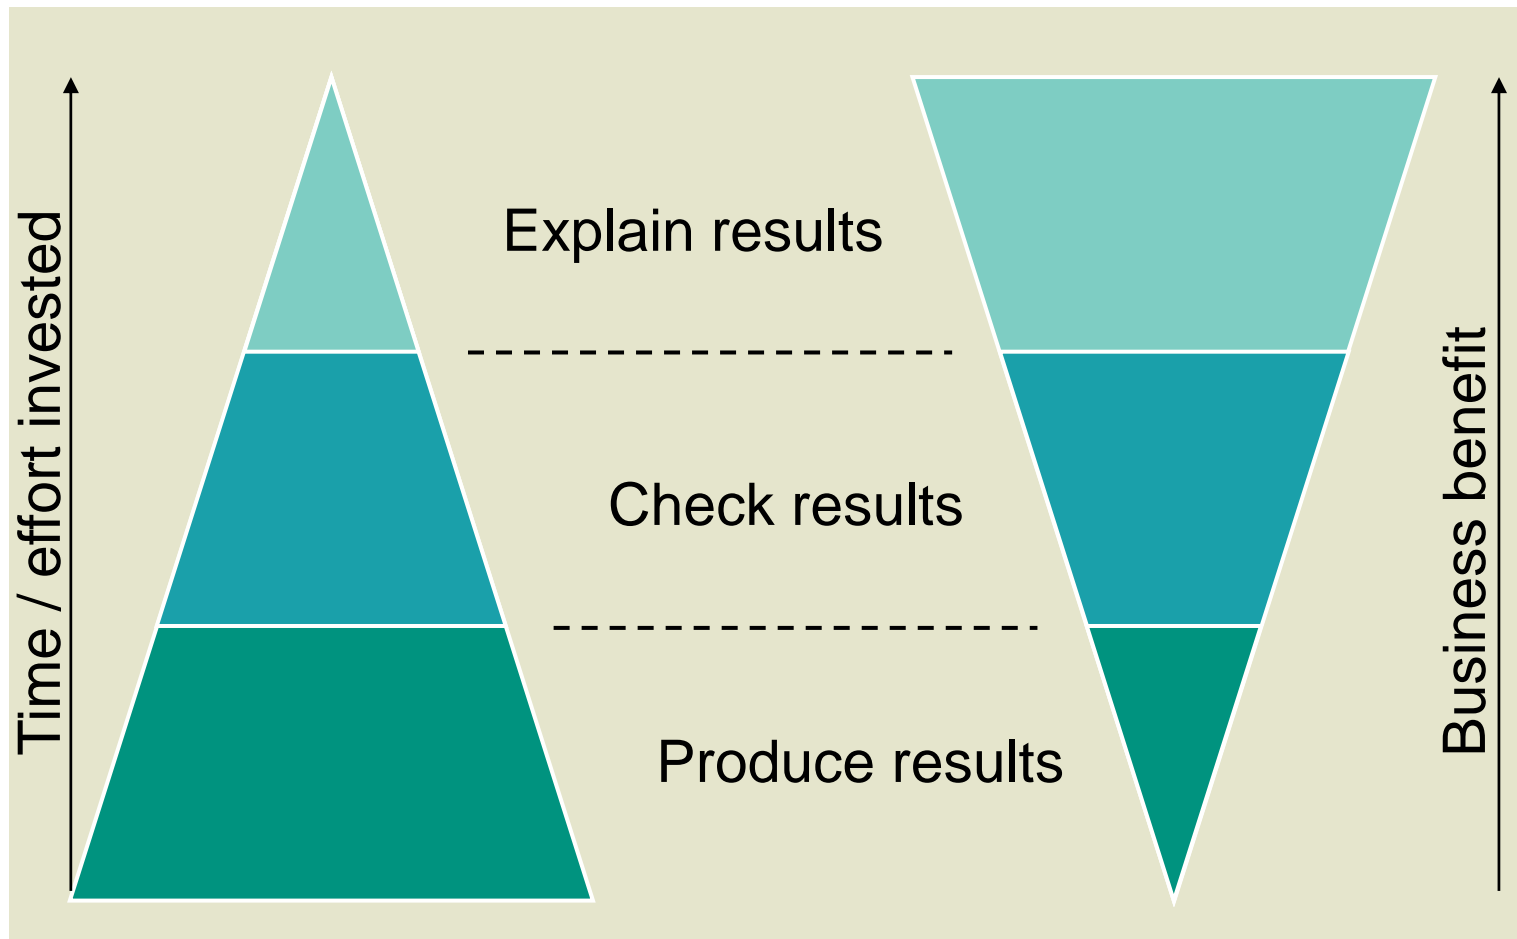 Time / effort invested
Explain results
Check results
Produce results
Business benefit